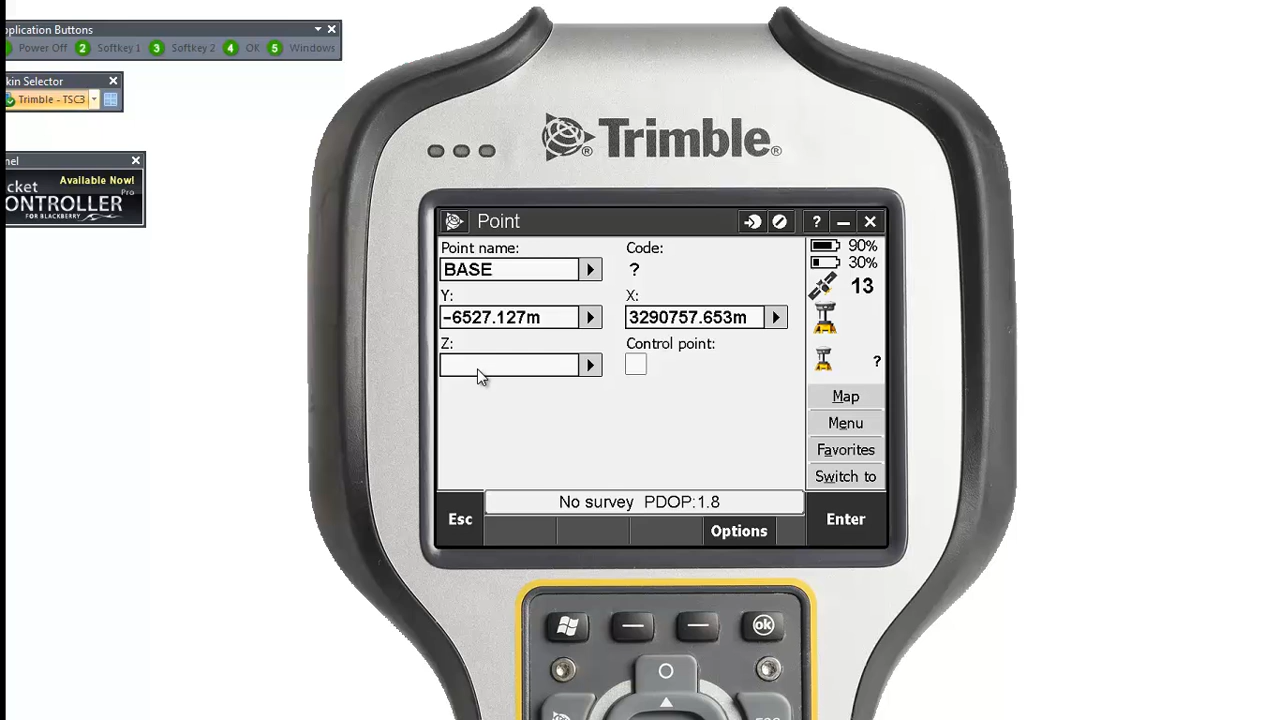 pplication Buttons
Power Off 2 Softkey 1 3 Softkey 2 4 OK 5 Windows
kin Selector
Trimble - TSC3
nel
Available Now!
cket Pro
ONTROLLER
FOR BLACKBERRY
Trimble®
Point
?
Point name:
Code:
BASE
?
Y:
X:
-6527.127m
3290757.653m
Z:
Control point:
90%
30%
13
?
Map
Menu
Favorites
Switch to
No survey PDOP:1.8
Esc
Options
Enter
ok